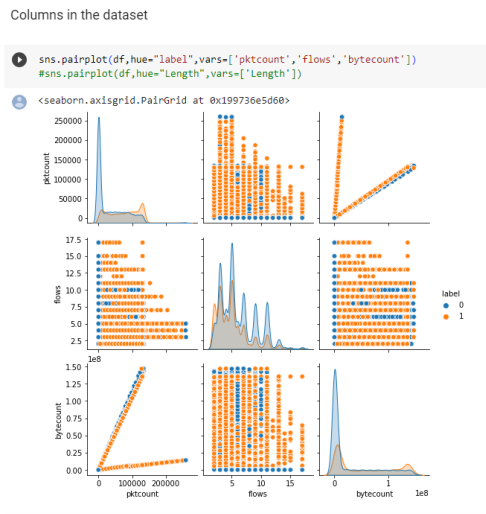 Columns in the dataset
sns.pairplot(df,hue="label",vars=['pktcount','flows','bytecount'])
#sns.pairplot(df,hue="Length",vars=['Length'])
<seaborn.axisgrid.PairGrid at 0x199736e5d60>
250000
200000
150000
100000
50000
0
pktcount
17.5
15.0
12.5
10.0
7.5
5.0
2.5
flows
label
0
1
1e8
1.50
1.25
1.00
0.75
0.50
0.25
0.00
bytecount
0 100000 200000
pktcount
5 10 15
flows
0 1
1e8
bytecount